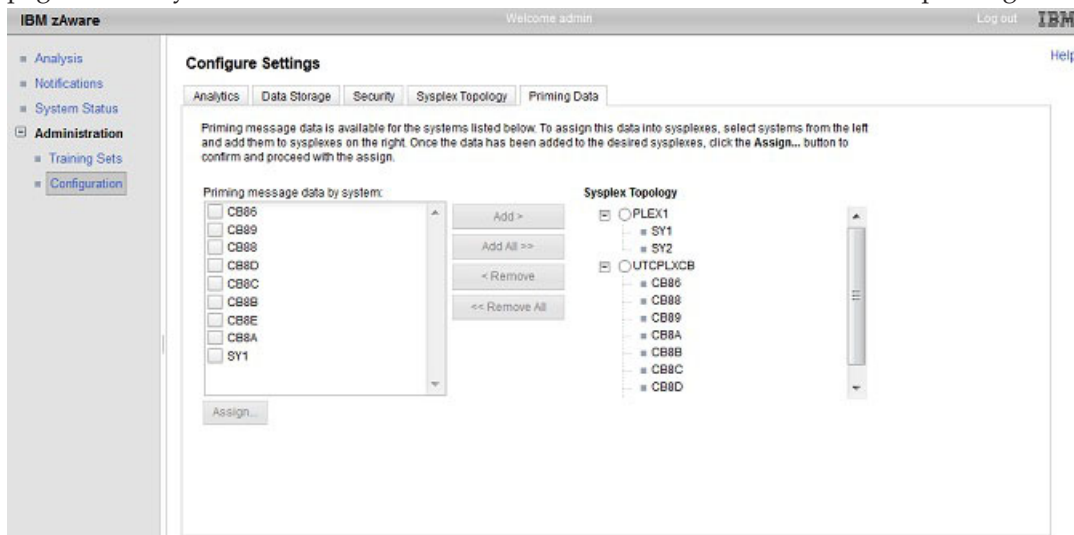 IBM zAware
Welcome admin
Log out
IBM
Analysis
Notifications
System Status
Administration
Training Sets
Configuration
Configure Settings
Help
Analytics
Data Storage
Security
Sysplex Topology
Priming Data
Priming message data is available for the systems listed below. To assign this data into sysplexes, select systems from the left
and add them to sysplexes on the right. Once the data has been added to the desired sysplexes, click the Assign... button to
confirm and proceed with the assign.
Priming message data by system:
CB86
CB89
CB88
CB8D
CB8C
CB8B
CB8E
CB8A
SY1
Add >
Add All >>
< Remove
<< Remove All
Sysplex Topology
PLEX1
SY1
SY2
UTCPLXCB
CB86
CB88
CB89
CB8A
CB8B
CB8C
CB8D
Assign...